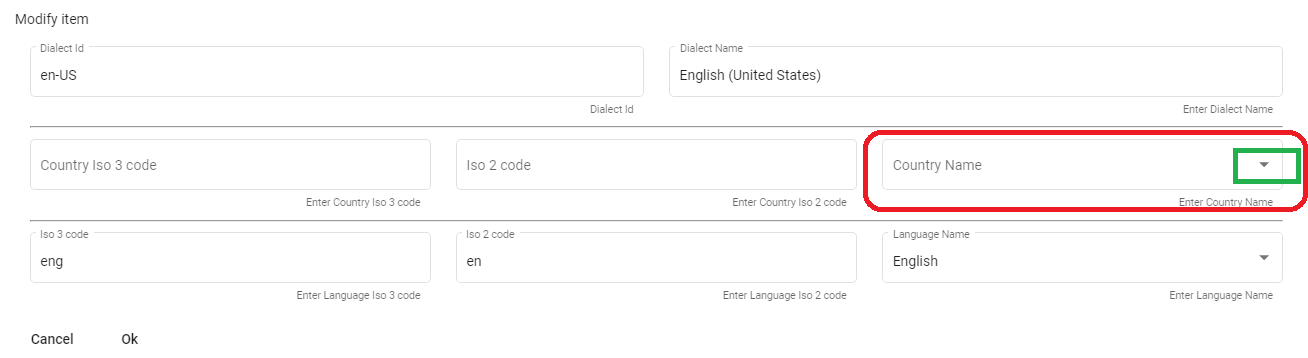 Modify item
Dialect Id
Dialect Name
en-US
English (United States)
Dialect Id
Enter Dialect Name
Country Iso 3 code
Iso 2 code
Country Name
Enter Country Iso 3 code
Enter Country Iso 2 code
Enter Country Name
Iso 3 code
Iso 2 code
Language Name
eng
en
English
Enter Language Iso 3 code
Enter Language Iso 2 code
Enter Language Name
Cancel
Ok